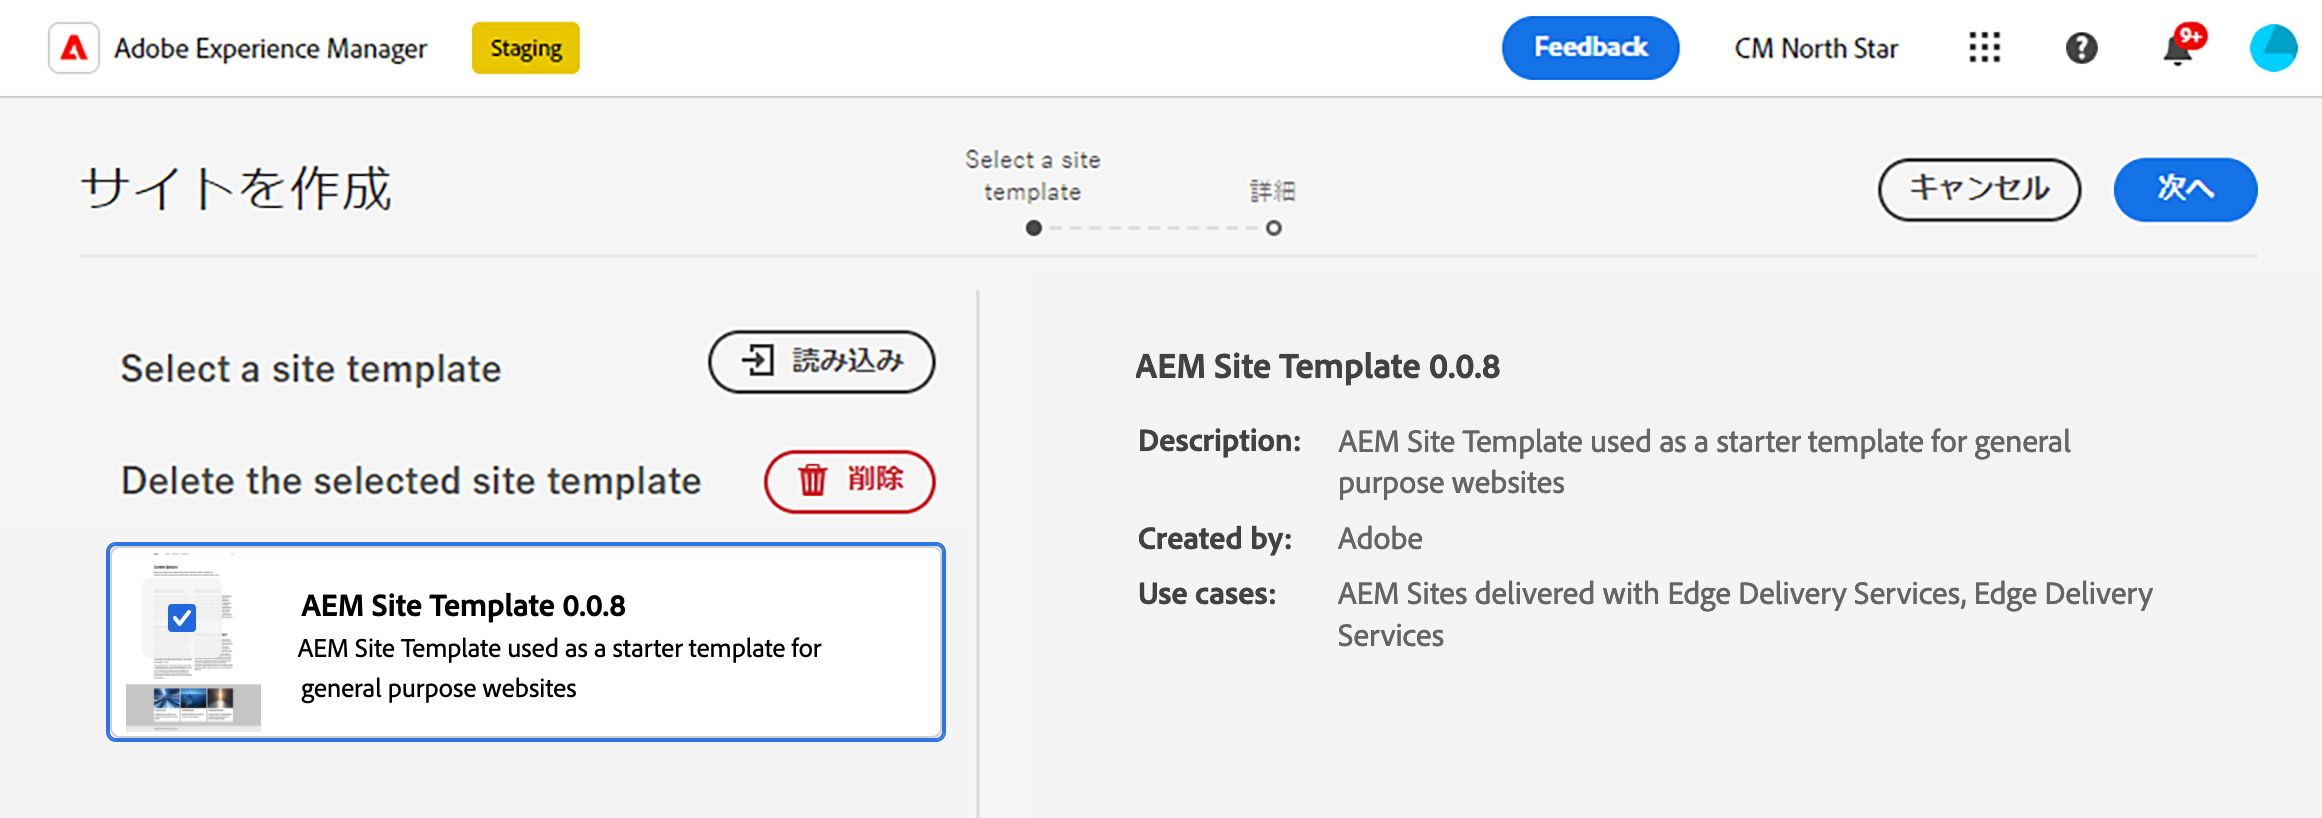 Adobe Experience Manager
Staging
Feedback
CM North Star
9+
サイトを作成
Select a site
template
詳細
キャンセル
次へ
Select a site template
読み込み
Delete the selected site template
削除
AEM Site Template 0.0.8
AEM Site Template used as a starter template for
general purpose websites
AEM Site Template 0.0.8
Description: AEM Site Template used as a starter template for general
purpose websites
Created by: Adobe
Use cases: AEM Sites delivered with Edge Delivery Services, Edge Delivery
Services